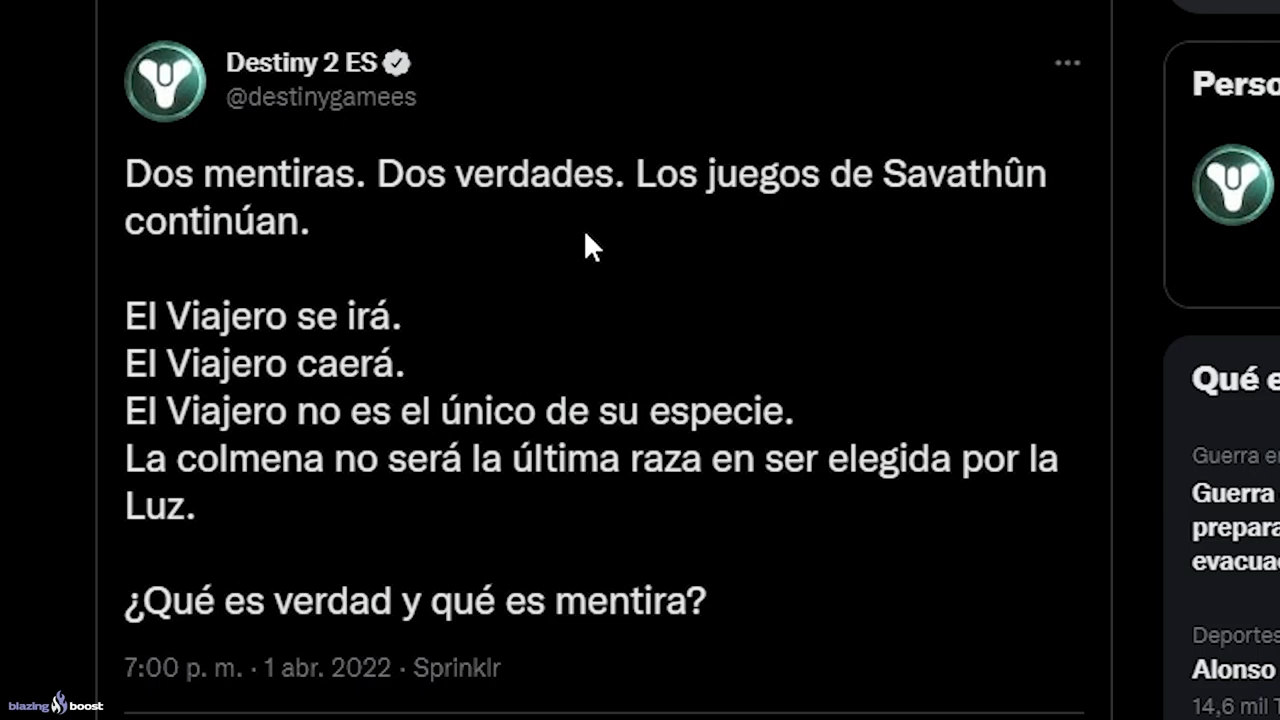 Destiny 2 ES
@destinygamees
Dos mentiras. Dos verdades. Los juegos de Savathûn
continúan.
El Viajero se irá.
El Viajero caerá.
El Viajero no es el único de su especie.
La colmena no será la última raza en ser elegida por la
Luz.
¿Qué es verdad y qué es mentira?
7:00 p. m. · 1 abr. 2022 · Sprinklr
Perso
Qué e
Guerra en
Guerra
prepara
evacua
Deportes
Alonso
14,6 mil T
blazing boost